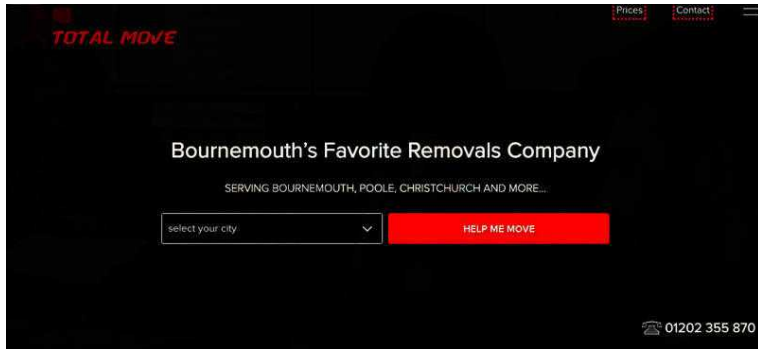 Prices Contact
TOTAL MOVE
Bournemouth's Favorite Removals Company
SERVING BOURNEMOUTH, POOLE, CHRISTCHURCH AND MORE...
select your city HELP ME MOVE
01202 355 870